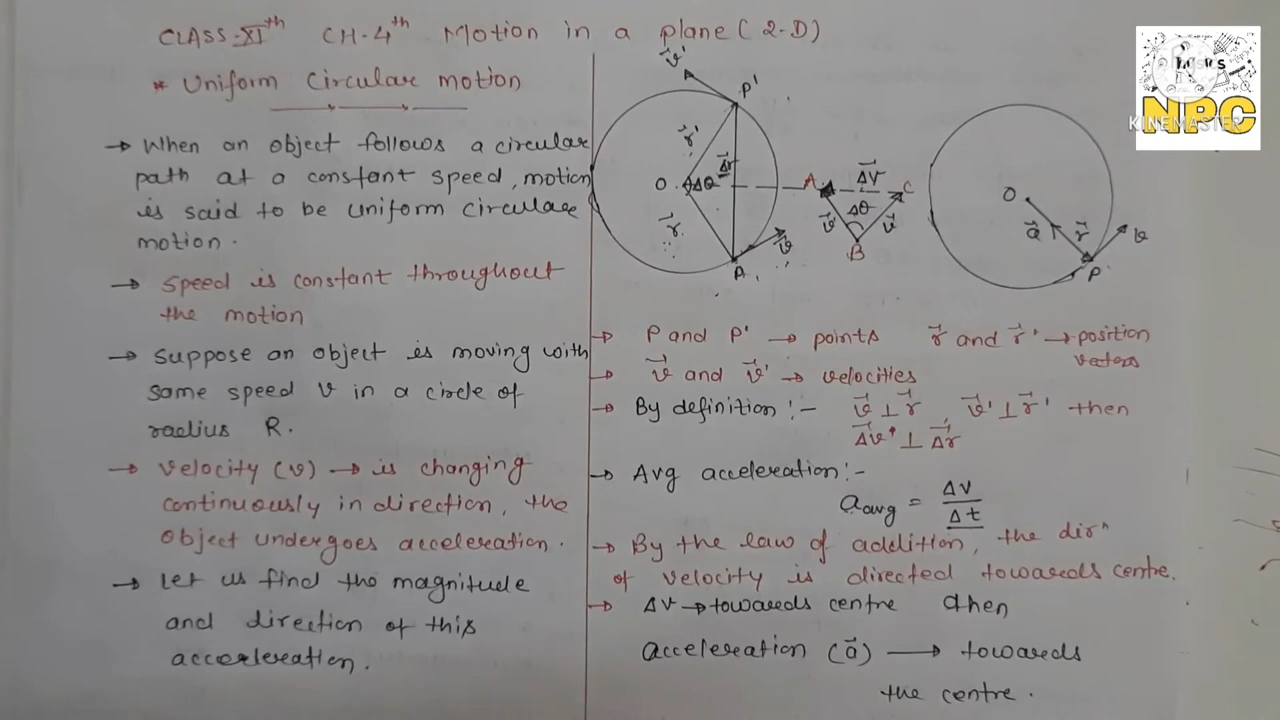 CLASS-XIth CH-4th Motion in a plane (2-D)
* Uniform Circular motion
→ When an object follows a circular
path at a constant speed, motion
is said to be uniform circular
motion.
→ Speed is constant throughout
the motion
→ Suppose an object is moving with
same speed v in a circle of
radius R.
→ Velocity (v) → is changing
continuously in direction, the
object undergoes acceleration.
→ Let us find the magnitude
and direction of this
accerleration.
v⃗' P'
r⃗' Δr⃗
O Δθ
r⃗ v⃗
P
A Δv⃗ C
v⃗' Δθ v⃗
B
O
a⃗ r⃗ v
P
→ P and P' → points r⃗ and r⃗' → position
vectors
→ v⃗ and v⃗' → velocities
→ By definition :- v⃗ ⊥ r⃗, v⃗' ⊥ r⃗' then
Δv⃗ ⊥ Δr⃗
→ Avg acceleration :-
a avg = Δv / Δt
→ By the law of addition, the dirn
of velocity is directed towards centre.
→ Δv → towards centre then
acceleration (a⃗) → towards
the centre.
Physics
NPC
KINEMASTER